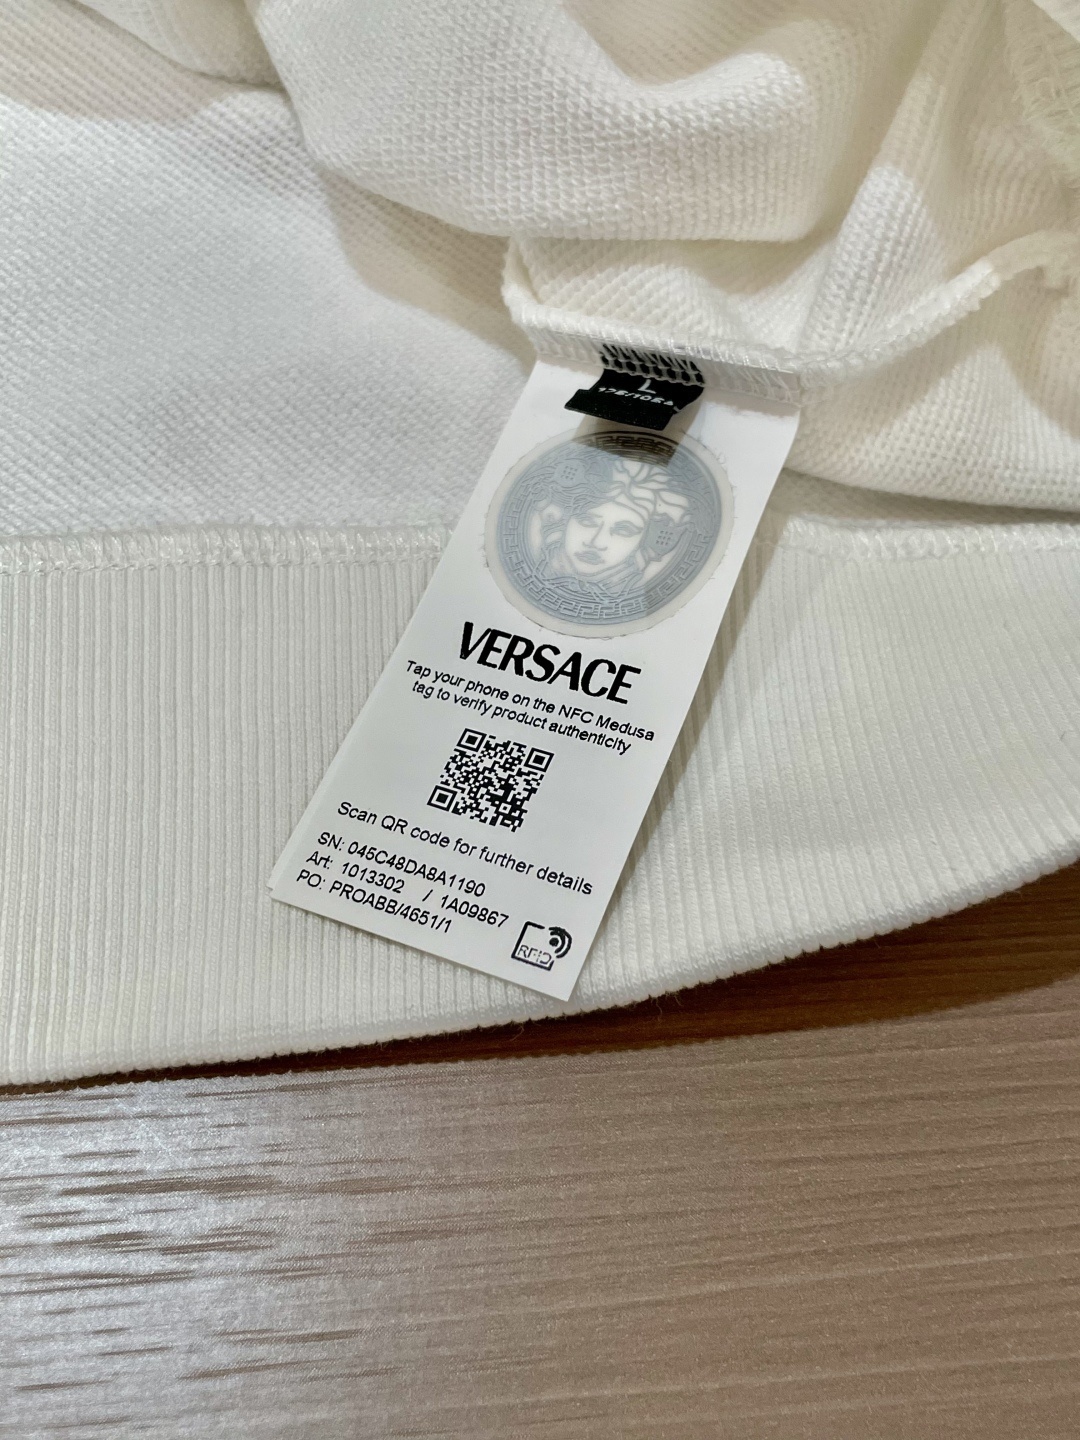 L
VERSACE
Tap your phone on the NFC Medusa
tag to verify product authenticity
Scan QR code for further details
SN: 045C48DA8A1190
Art: 1013302 / 1A09867
PO: PROABB/4651/1
RFID